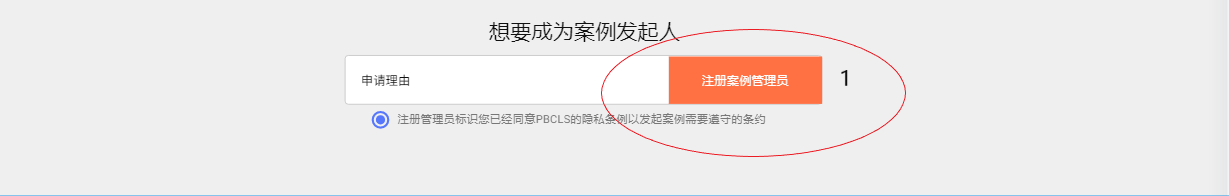 想要成为案例发起人
申请理由 注册案例管理员 1
注册管理员标识您已经同意PBCLS的隐私条例以发起案例需要遵守的条约